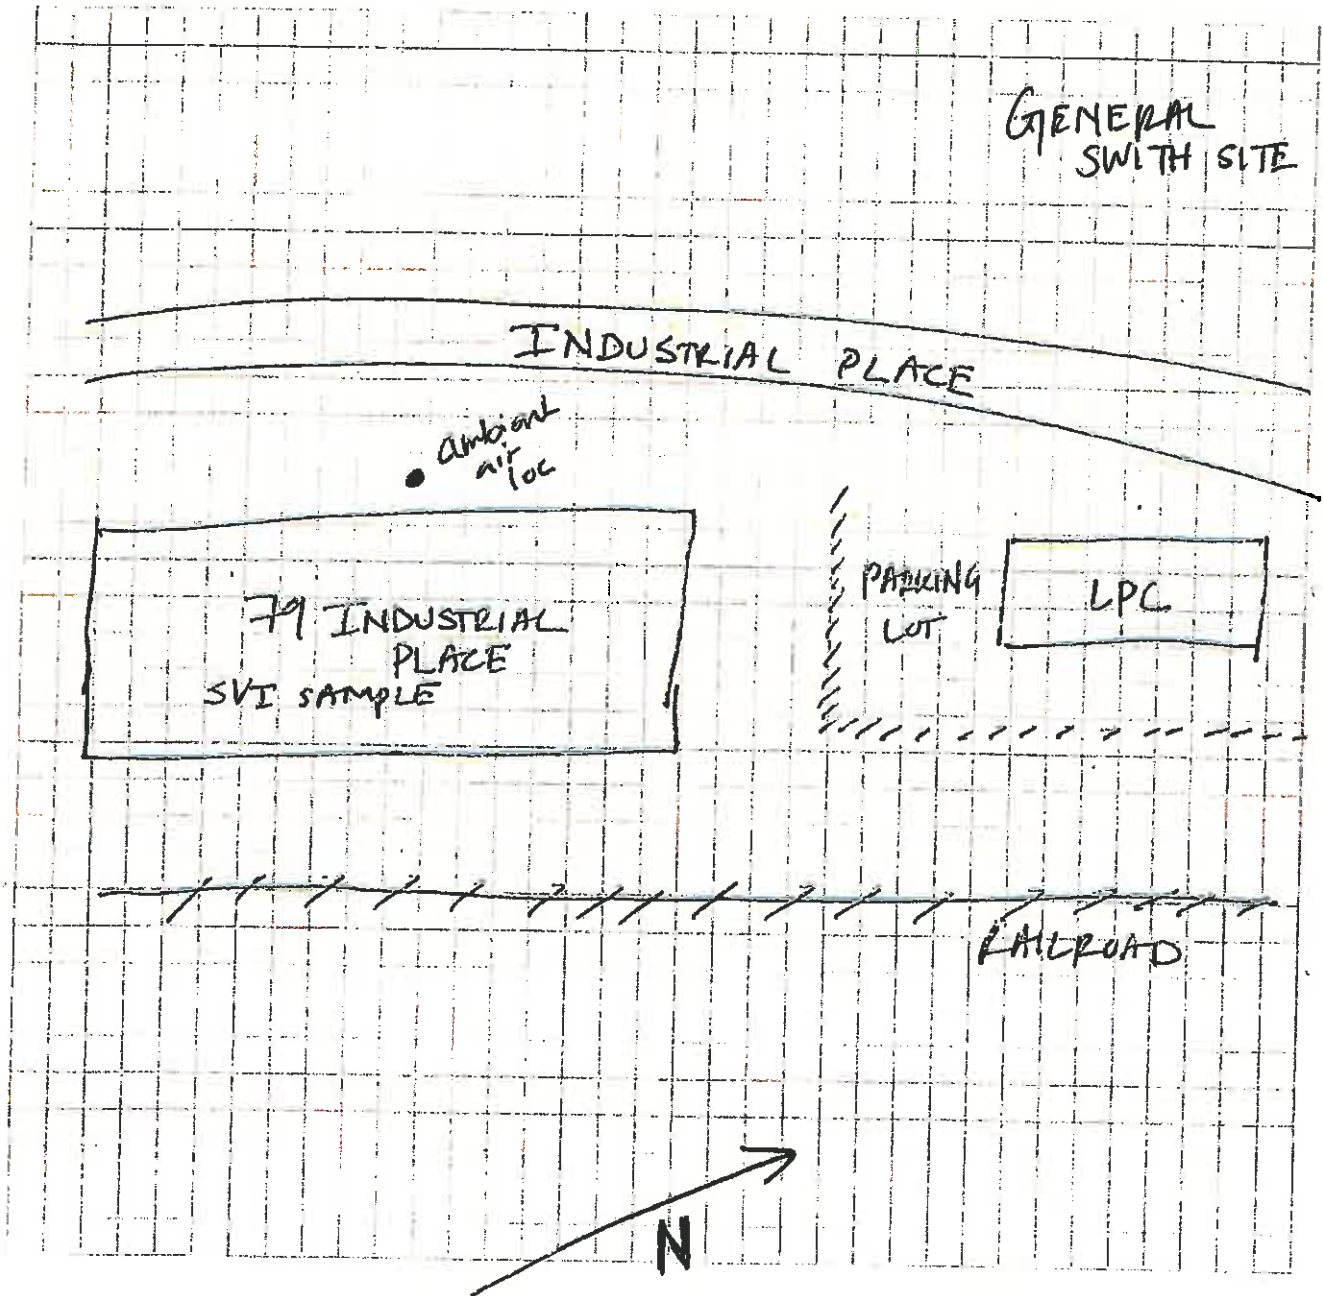 GENERAL
SWITH SITE
INDUSTRIAL PLACE
ambient
air
loc
79 INDUSTRIAL
PLACE
SVI SAMPLE
PARKING
LOT
LPC
RAILROAD
N